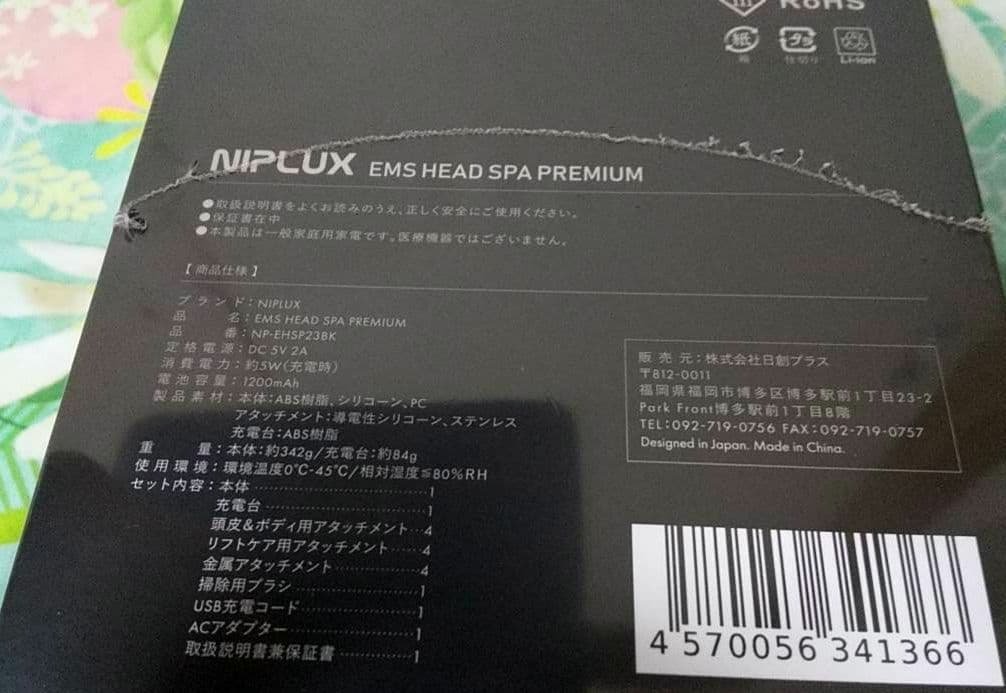 RoHS
紙 プラ
箱 仕切り Li-ion
NIPLUX EMS HEAD SPA PREMIUM
●取扱説明書をよくお読みのうえ、正しく安全にご使用ください。
●保証書在中
●本製品は一般家庭用家電です。医療機器ではございません。
【商品仕様】
ブランド：NIPLUX
品名：EMS HEAD SPA PREMIUM
品番：NP-EHSP23BK
定格電源：DC 5V 2A
消費電力：約5W(充電時)
電池容量：1200mAh
製品素材：本体：ABS樹脂、シリコーン、PC
アタッチメント：導電性シリコーン、ステンレス
充電台：ABS樹脂
重量：本体：約342g/充電台：約84g
使用環境：環境温度0℃-45℃/相対湿度≦80%RH
セット内容：本体……………1
充電台……………1
頭皮&ボディ用アタッチメント…4
リフトケア用アタッチメント……4
金属アタッチメント……………4
掃除用ブラシ……………1
USB充電コード……………1
ACアダプター……………1
取扱説明書兼保証書……………1
販売元：株式会社日創プラス
〒812-0011
福岡県福岡市博多区博多駅前1丁目23-2
Park Front博多駅前1丁目8階
TEL：092-719-0756 FAX：092-719-0757
Designed in Japan. Made in China.
4 570056 341366